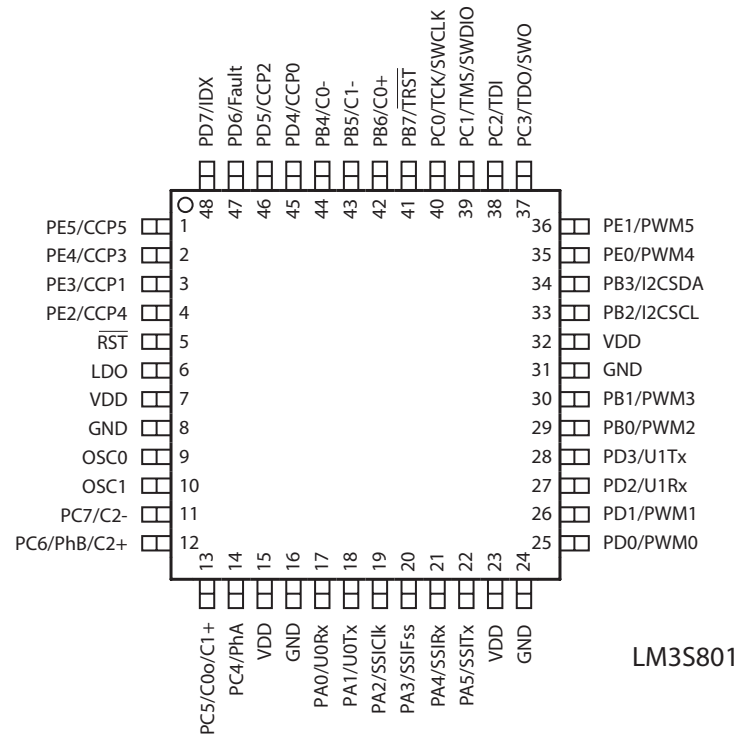 PD7/IDX
PD6/Fault
PD5/CCP2
PD4/CCP0
PB4/C0-
PB5/C1-
PB6/C0+
PB7/TRST
PC0/TCK/SWCLK
PC1/TMS/SWDIO
PC2/TDI
PC3/TDO/SWO
48
47
46
45
44
43
42
41
40
39
38
37
PE5/CCP5 1
PE4/CCP3 2
PE3/CCP1 3
PE2/CCP4 4
RST 5
LDO 6
VDD 7
GND 8
OSC0 9
OSC1 10
PC7/C2- 11
PC6/PhB/C2+ 12
36 PE1/PWM5
35 PE0/PWM4
34 PB3/I2CSDA
33 PB2/I2CSCL
32 VDD
31 GND
30 PB1/PWM3
29 PB0/PWM2
28 PD3/U1Tx
27 PD2/U1Rx
26 PD1/PWM1
25 PD0/PWM0
13
14
15
16
17
18
19
20
21
22
23
24
PC5/C0o/C1+
PC4/PhA
VDD
GND
PA0/U0Rx
PA1/U0Tx
PA2/SSIClk
PA3/SSIFss
PA4/SSIRx
PA5/SSITx
VDD
GND
LM3S801